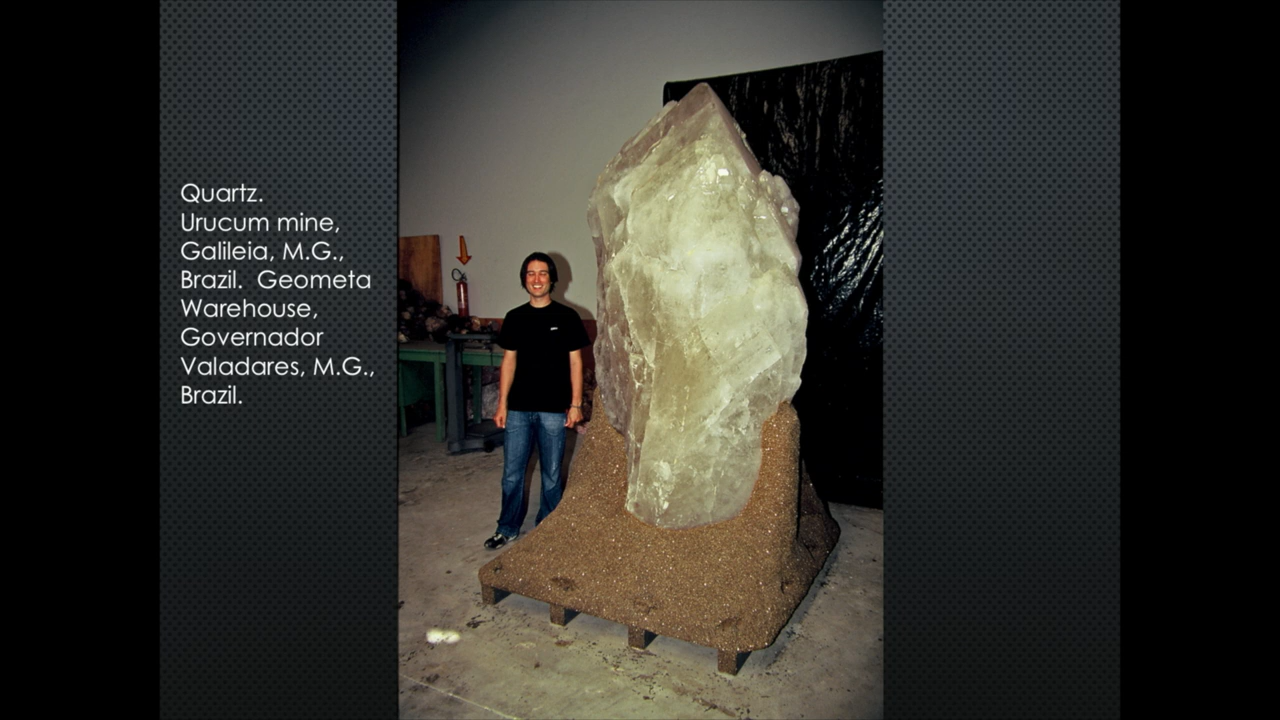 Quartz.
Urucum mine,
Galileia, M.G.,
Brazil.  Geometa
Warehouse,
Governador
Valadares, M.G.,
Brazil.